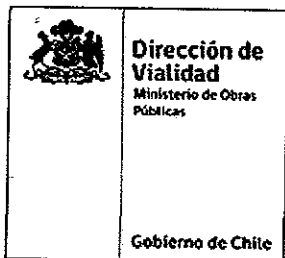 Dirección de
Vialidad
Ministerio de Obras
Públicas
Gobierno de Chile